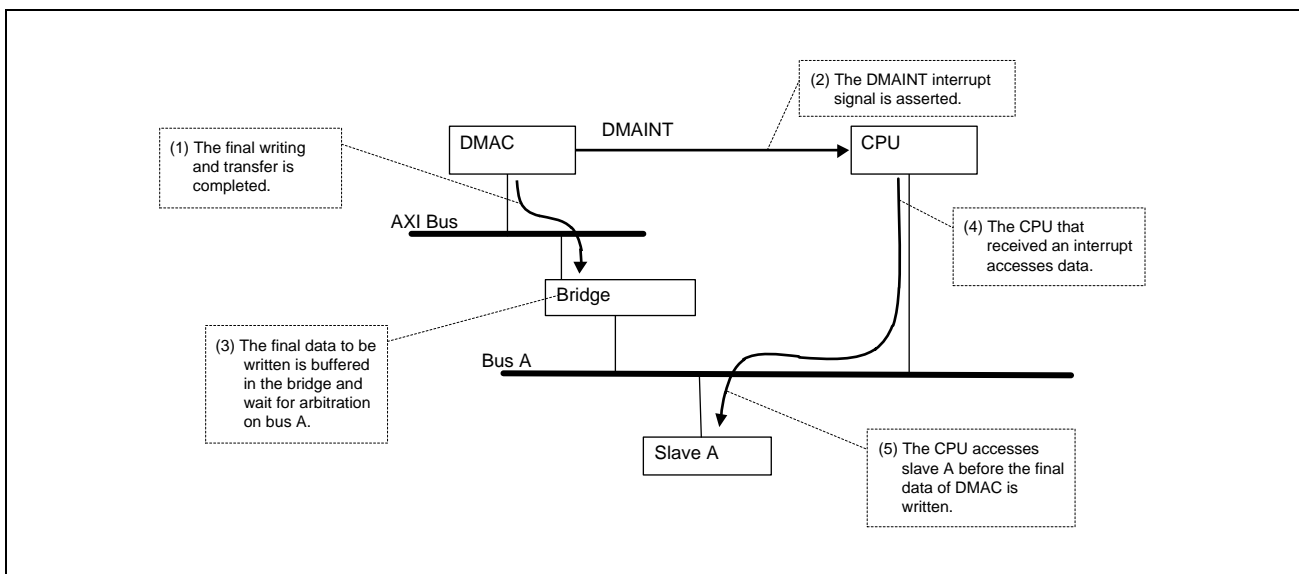 (2) The DMAINT interrupt
signal is asserted.
DMAINT
DMAC
CPU
(1) The final writing
and transfer is
completed.
AXI Bus
(4) The CPU that
received an interrupt
accesses data.
Bridge
(3) The final data to be
written is buffered
in the bridge and
wait for arbitration
on bus A.
Bus A
Slave A
(5) The CPU accesses
slave A before the final
data of DMAC is
written.